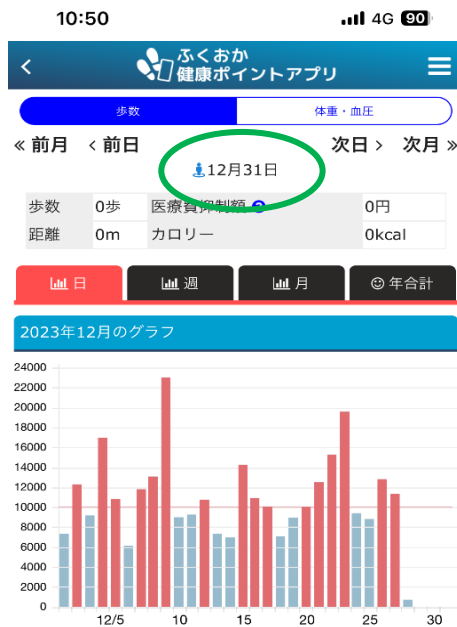 10:50 4G 90
ふくおか
健康ポイントアプリ
歩数 体重・血圧
« 前月 ‹ 前日 次日 › 次月 »
12月31日
歩数 0歩 医療費抑制額 ? 0円
距離 0m カロリー 0kcal
日 週 月 年合計
2023年12月のグラフ
24000
22000
20000
18000
16000
14000
12000
10000
8000
6000
4000
2000
0
12/5 10 15 20 25 30